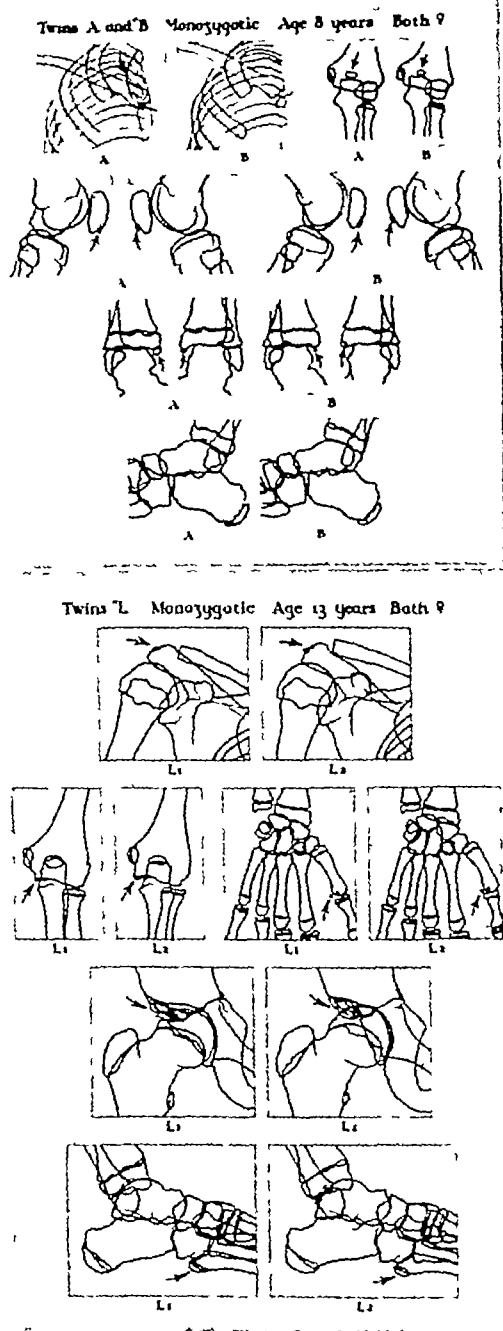 Twins A and B Monozygotic Age 8 years Both ♀
A B A B
A B
A B
A B
Twins L Monozygotic Age 13 years Both ♀
L1 L2
L1 L2 L1 L2
L1 L2
L1 L2